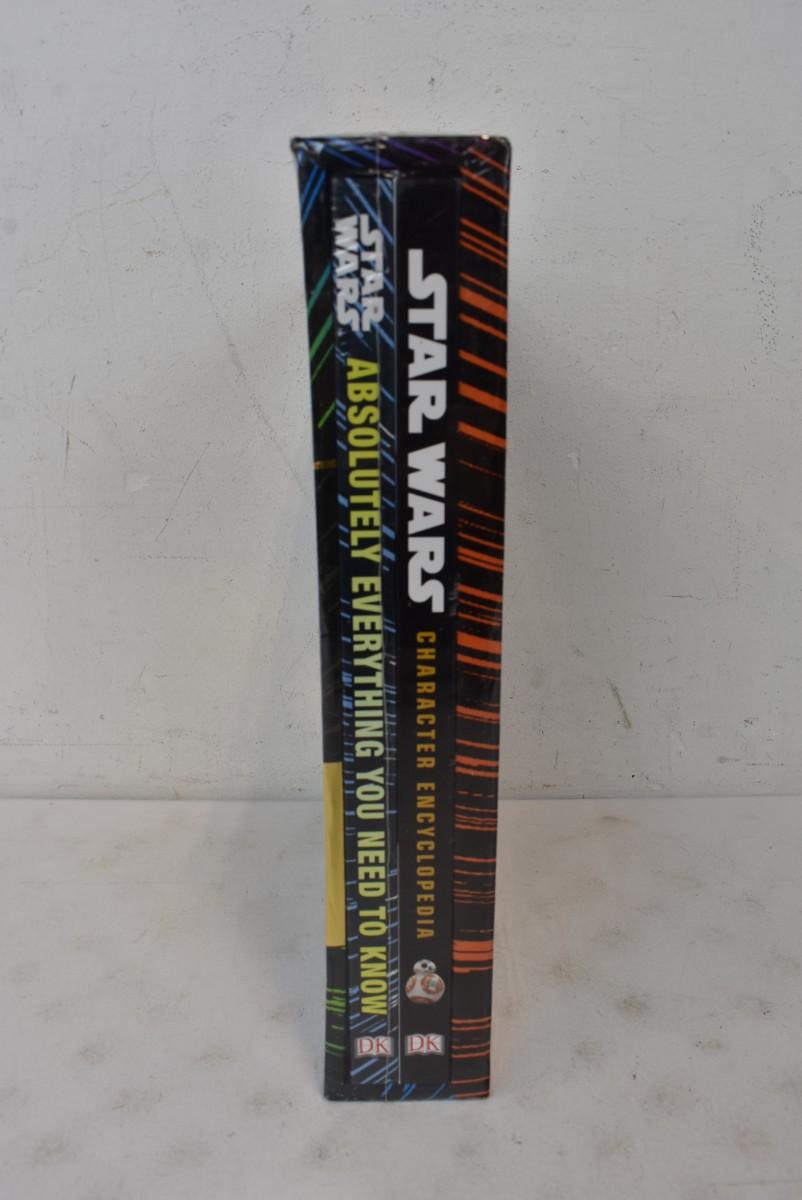 STAR
WARS
ABSOLUTELY EVERYTHING YOU NEED TO KNOW
DK
STAR WARS
CHARACTER ENCYCLOPEDIA
DK